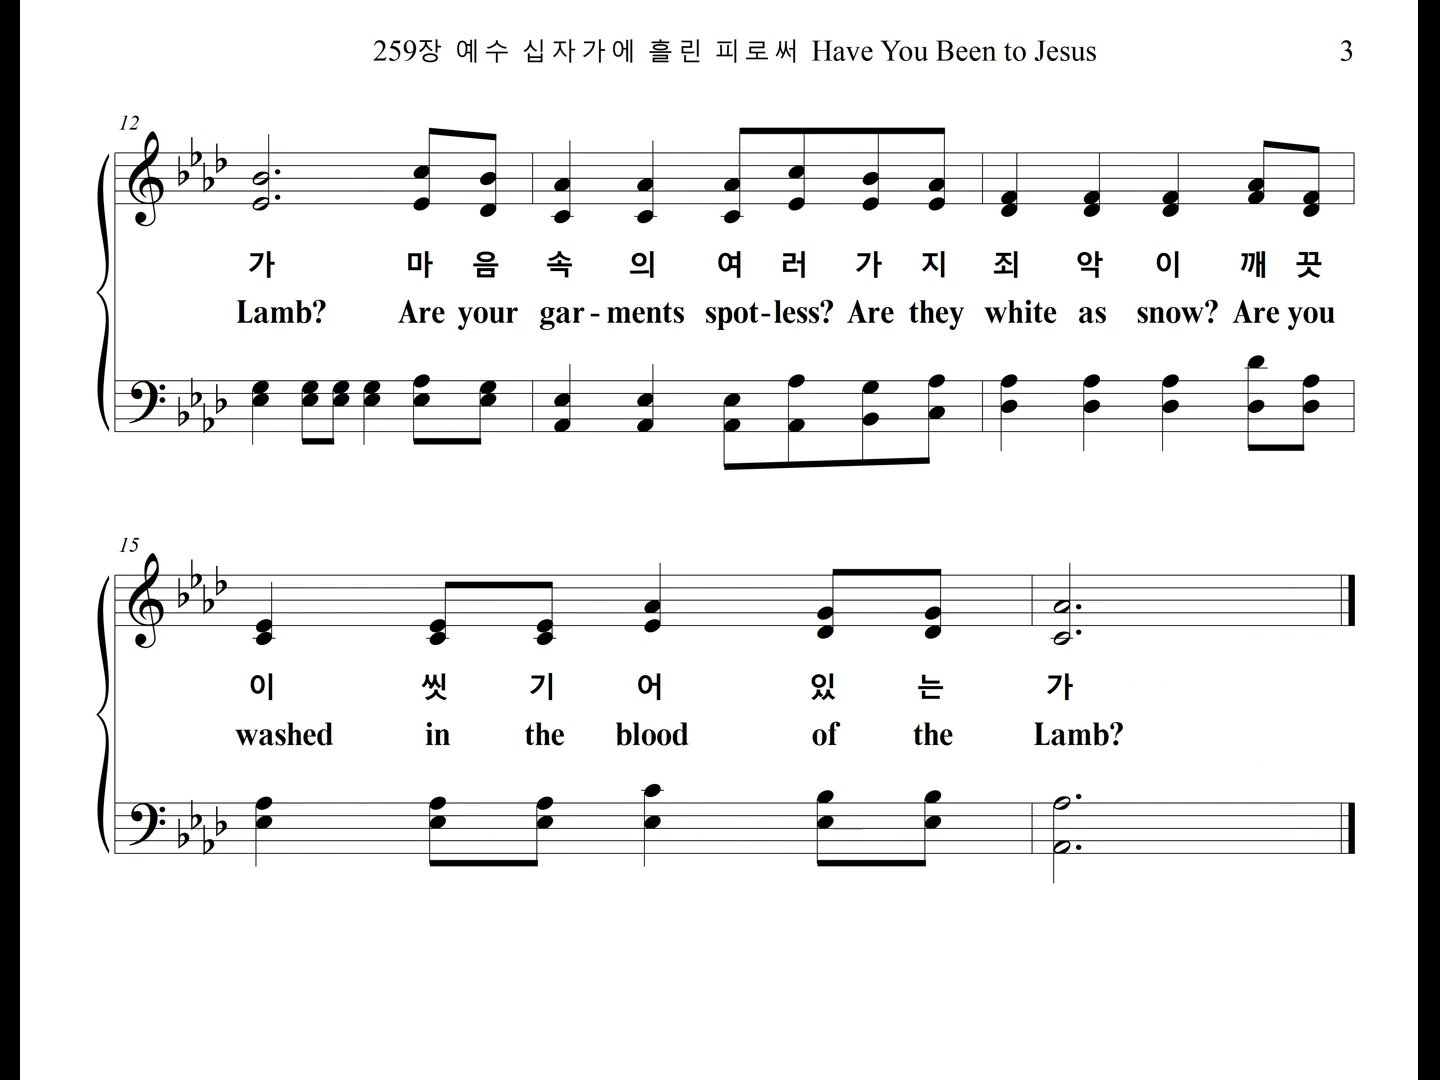 259장 예수 십자가에 흘린 피로써 Have You Been to Jesus 3
12
가 마 음 속 의 여 러 가 지 죄 악 이 깨 끗
Lamb? Are your gar - ments spot - less? Are they white as snow? Are you
15
이 씻 기 어 있 는 가
washed in the blood of the Lamb?